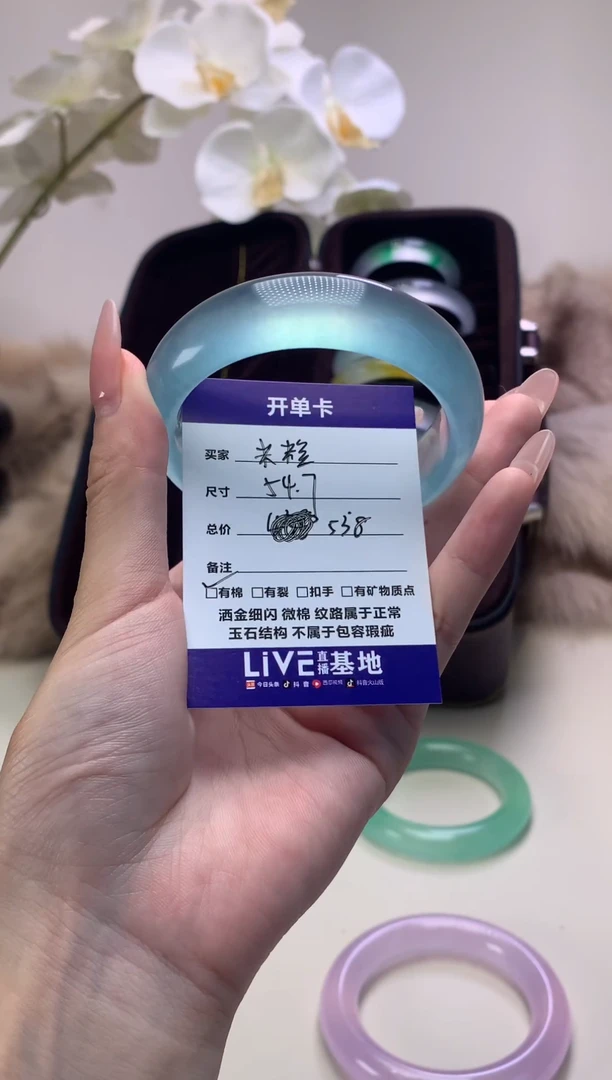 开单卡
买家 米粒
尺寸 54.7
总价 538
备注
☑有棉 □有裂 □扣手 □有矿物质点
洒金细闪 微棉 纹路属于正常
玉石结构 不属于包容瑕疵
LiVE直播基地
今日头条 抖音 西瓜视频 抖音火山版